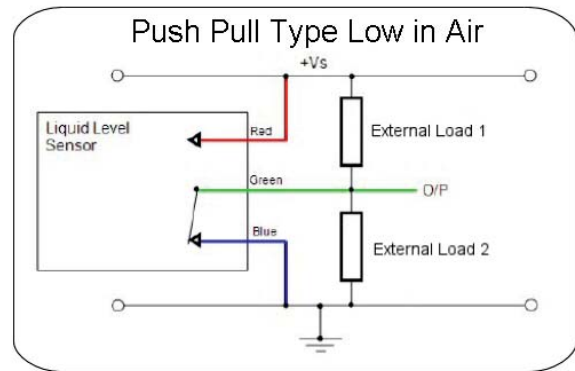 Push Pull Type Low in Air
+Vs
Liquid Level
Sensor
Red
External Load 1
Green
O/P
Blue
External Load 2